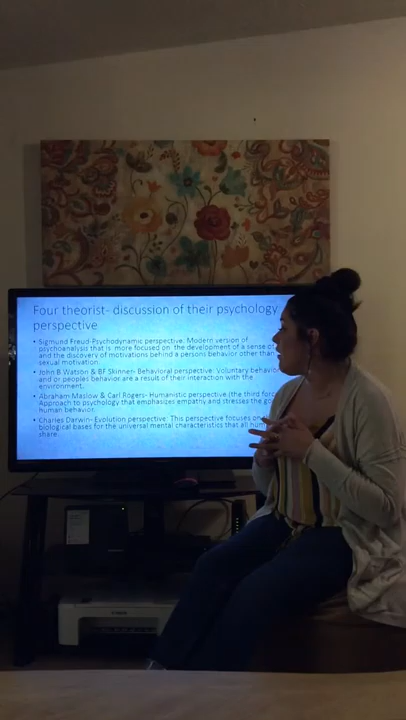 Four theorist- discussion of their psychology
perspective
Sigmund Freud-Psychodynamic perspective: Modern version of
psychoanalysis that is more focused on the development of a sense of
and the discovery of motivations behind a persons behavior other than
sexual motivation.
John B Watson & BF Skinner- Behavioral perspective: Voluntary behavior
and or peoples behavior are a result of their interaction with the
environment.
Abraham Maslow & Carl Rogers- Humanistic perspective (the third force)
Approach to psychology that emphasizes empathy and stresses the
human behavior.
Charles Darwin- Evolution perspective: This perspective focuses on
biological bases for the universal mental characteristics that all
share.